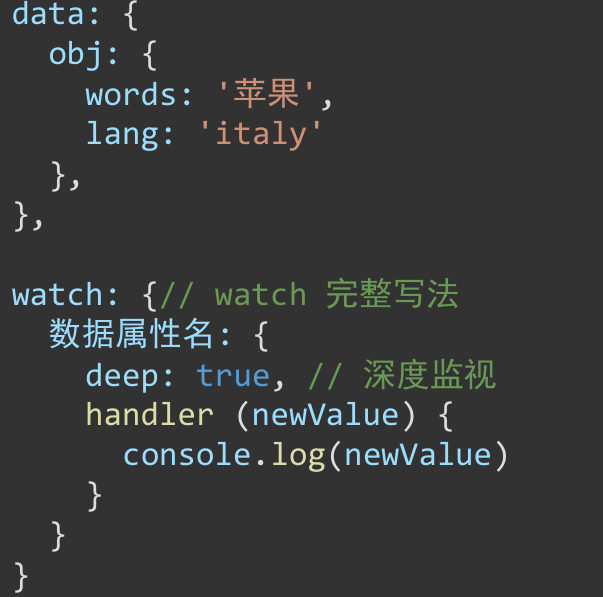 data: {
  obj: {
    words: '苹果',
    lang: 'italy'
  },
},

watch: {// watch 完整写法
  数据属性名: {
    deep: true, // 深度监视
    handler (newValue) {
      console.log(newValue)
    }
  }
}